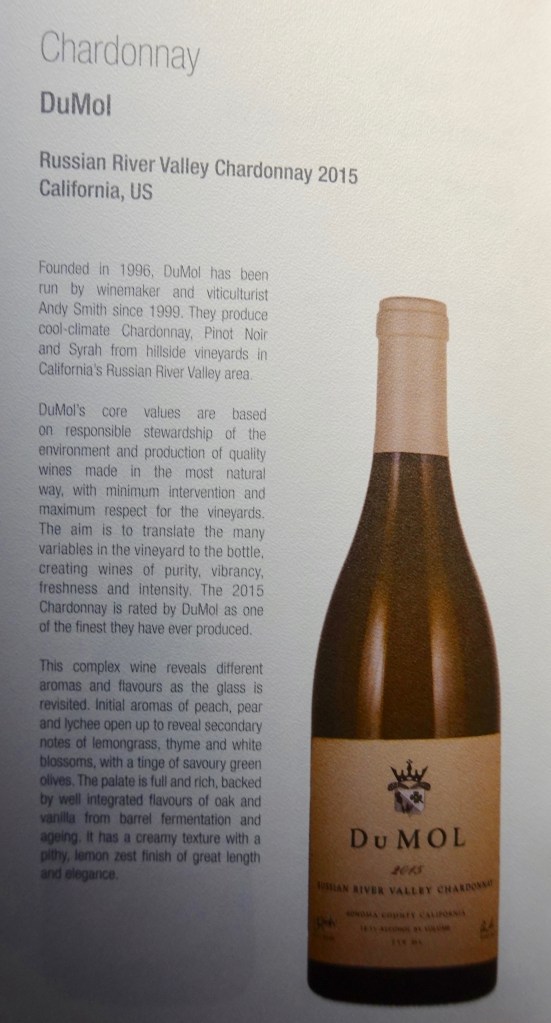 Chardonnay
DuMol
Russian River Valley Chardonnay 2015
California, US
Founded in 1996, DuMol has been
run by winemaker and viticulturist
Andy Smith since 1999. They produce
cool-climate Chardonnay, Pinot Noir
and Syrah from hillside vineyards in
California's Russian River Valley area.
DuMol's core values are based
on responsible stewardship of the
environment and production of quality
wines made in the most natural
way, with minimum intervention and
maximum respect for the vineyards.
The aim is to translate the many
variables in the vineyard to the bottle,
creating wines of purity, vibrancy,
freshness and intensity. The 2015
Chardonnay is rated by DuMol as one
of the finest they have ever produced.
This complex wine reveals different
aromas and flavours as the glass is
revisited. Initial aromas of peach, pear
and lychee open up to reveal secondary
notes of lemongrass, thyme and white
blossoms, with a tinge of savoury green
olives. The palate is full and rich, backed
by well integrated flavours of oak and
vanilla from barrel fermentation and
ageing. It has a creamy texture with a
pithy, lemon zest finish of great length
and elegance.
DuMOL
2015
RUSSIAN RIVER VALLEY CHARDONNAY
SONOMA COUNTY CALIFORNIA
ALCOHOL BY VOLUME